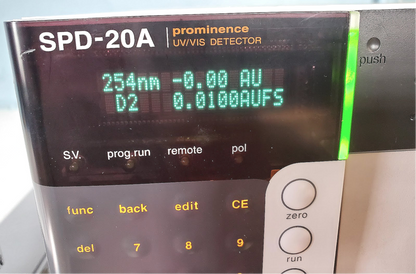 SPD-20A prominence
UV/VIS DETECTOR
push
254nm -0.00 AU
D2 0.0100AUFS
S.V. prog.run remote pol
func back edit CE
zero
del 7 8 9
run